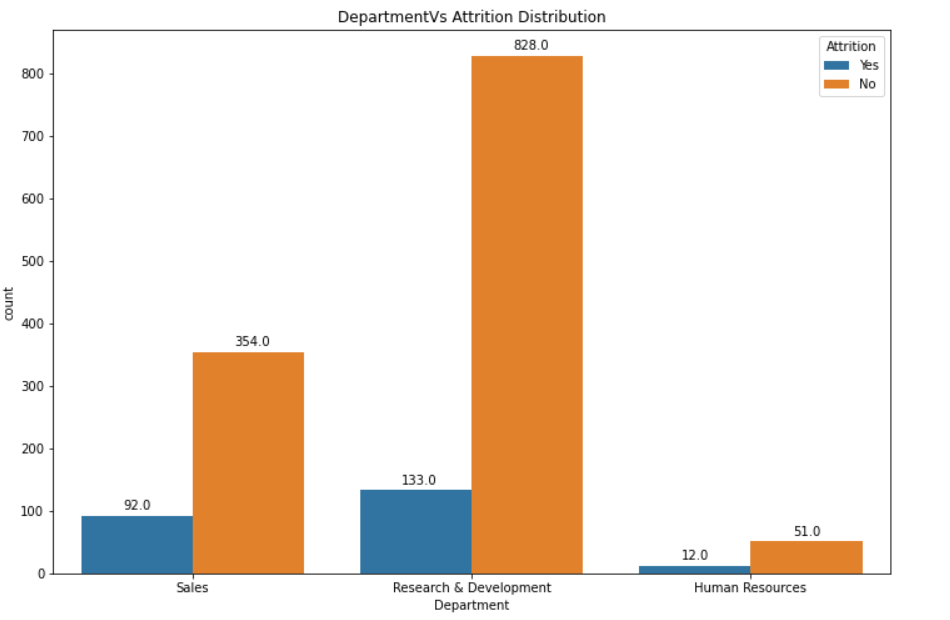 DepartmentVs Attrition Distribution
Attrition
Yes
No
828.0
800
700
600
500
count
400
354.0
300
200
133.0
92.0
100
51.0
12.0
0
Sales
Research & Development
Human Resources
Department